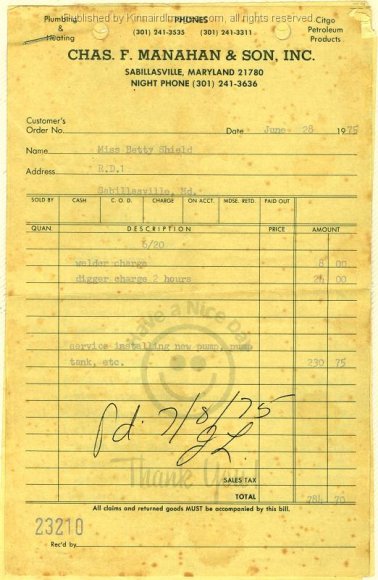 Published by Kinnairdim .com, all rights reserved.
Plumbing & Heating
PHONES
(301) 241-3535 (301) 241-3311
Citgo Petroleum Products
CHAS. F. MANAHAN & SON, INC.
SABILLASVILLE, MARYLAND 21780
NIGHT PHONE (301) 241-3636
Customer's
Order No. Date June 28 1975
Name Miss Betty Shield
Address R.D.1
Sabillasville, Md.
SOLD BY CASH C. O. D. CHARGE ON ACCT. MDSE. RETD. PAID OUT
QUAN. DESCRIPTION PRICE AMOUNT
6/20
welder charge 8 00
digger charge 2 hours 00
Have a Nice Day
service installing new pump, pump
tank, etc. 230 75
Pd. 7/8/75
JL
Thank You!
SALES TAX
TOTAL 284
All claims and returned goods MUST be accompanied by this bill.
23210
Rec'd by